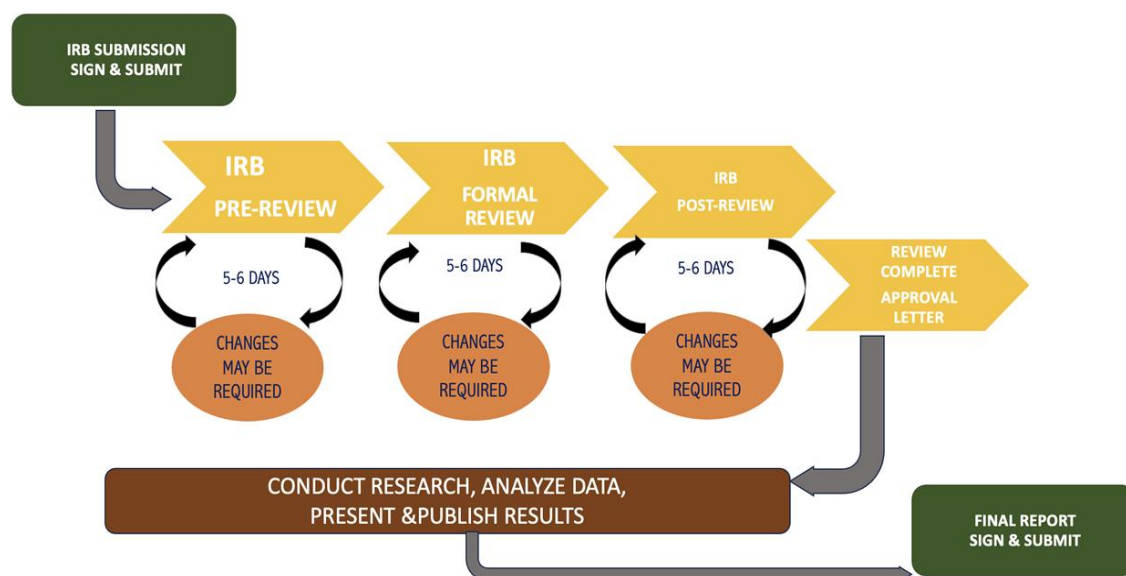 IRB SUBMISSION
SIGN & SUBMIT
IRB
PRE-REVIEW
IRB
FORMAL
REVIEW
IRB
POST-REVIEW
REVIEW
COMPLETE
APPROVAL
LETTER
5-6 DAYS
5-6 DAYS
5-6 DAYS
CHANGES
MAY BE
REQUIRED
CHANGES
MAY BE
REQUIRED
CHANGES
MAY BE
REQUIRED
CONDUCT RESEARCH, ANALYZE DATA,
PRESENT &PUBLISH RESULTS
FINAL REPORT
SIGN & SUBMIT